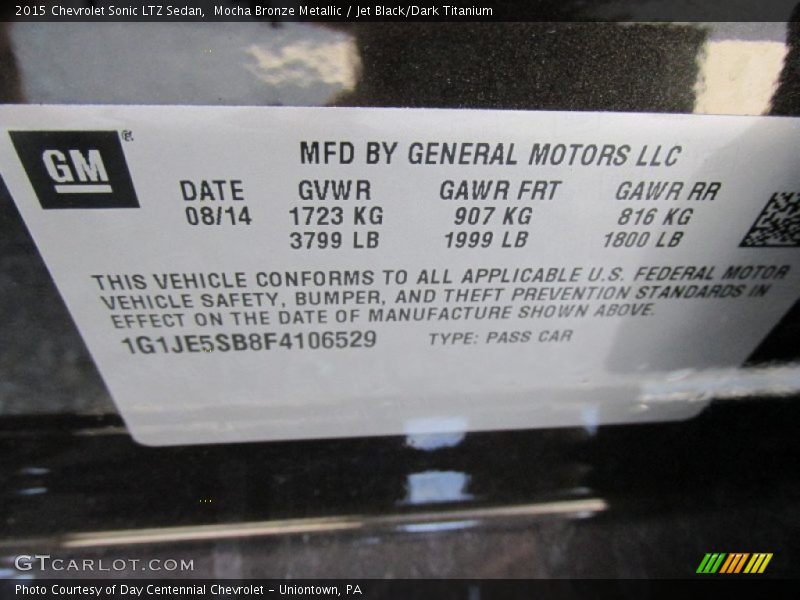 2015 Chevrolet Sonic LTZ Sedan, Mocha Bronze Metallic / Jet Black/Dark Titanium
GM®
MFD BY GENERAL MOTORS LLC
DATE GVWR GAWR FRT GAWR RR
08/14 1723 KG 907 KG 816 KG
3799 LB 1999 LB 1800 LB
THIS VEHICLE CONFORMS TO ALL APPLICABLE U.S. FEDERAL MOTOR
VEHICLE SAFETY, BUMPER, AND THEFT PREVENTION STANDARDS IN
EFFECT ON THE DATE OF MANUFACTURE SHOWN ABOVE.
1G1JE5SB8F4106529 TYPE: PASS CAR
GTCARLOT.COM
Photo Courtesy of Day Centennial Chevrolet - Uniontown, PA